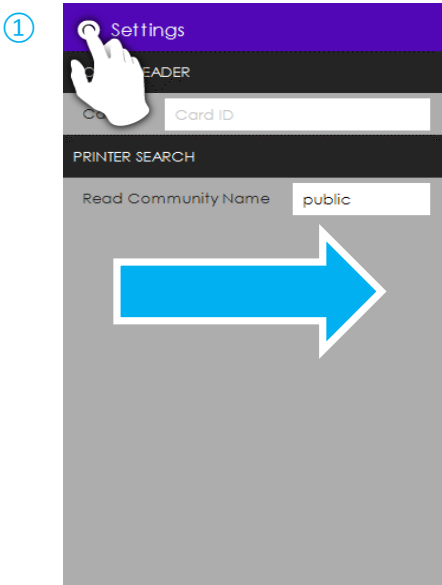 ①
Settings
EADER
Card ID
PRINTER SEARCH
Read Community Name
public